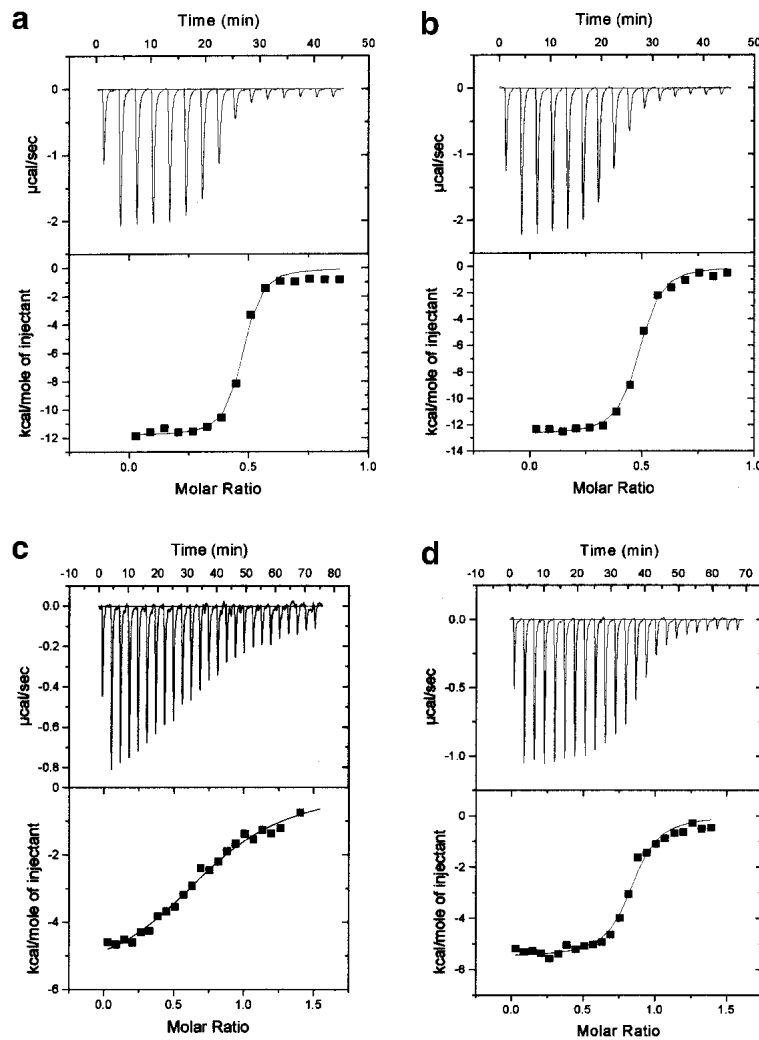 a
Time (min)
0 10 20 30 40 50
0
-1
-2
µcal/sec
0
-2
-4
-6
-8
-10
-12
kcal/mole of injectant
0.0 0.5 1.0
Molar Ratio
b
Time (min)
0 10 20 30 40 50
0
-1
-2
µcal/sec
0
-2
-4
-6
-8
-10
-12
-14
kcal/mole of injectant
0.0 0.5 1.0
Molar Ratio
c
Time (min)
-10 0 10 20 30 40 50 60 70 80
0.0
-0.2
-0.4
-0.6
-0.8
µcal/sec
0
-2
-4
-6
kcal/mole of injectant
0.0 0.5 1.0 1.5
Molar Ratio
d
Time (min)
-10 0 10 20 30 40 50 60 70
0.0
-0.5
-1.0
µcal/sec
0
-2
-4
-6
kcal/mole of injectant
0.0 0.5 1.0 1.5
Molar Ratio